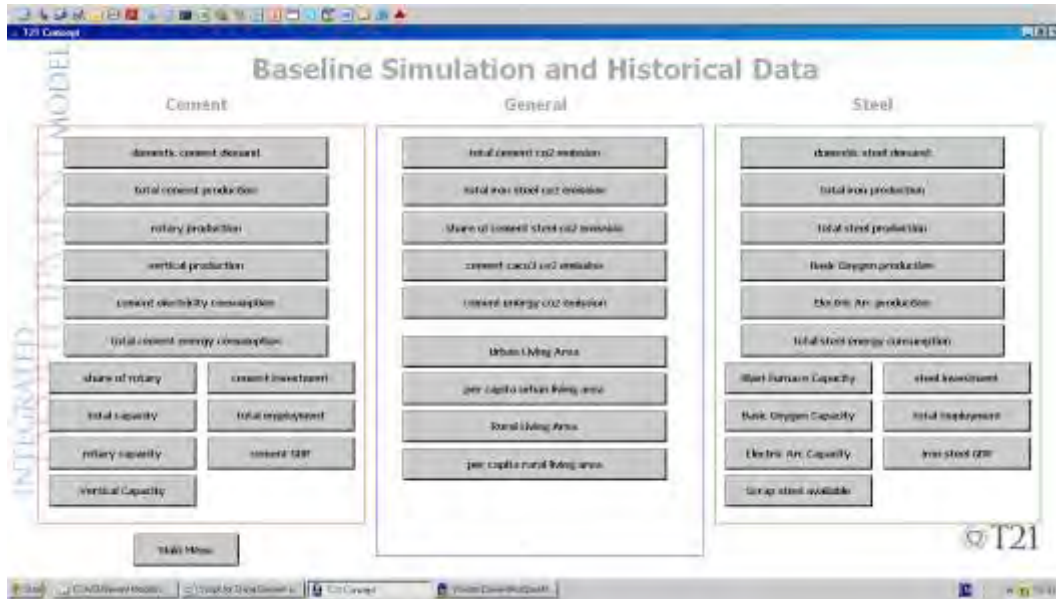 T21 Concept
INTEGRATED DEVELOPMENT MODEL
Baseline Simulation and Historical Data
Cement
domestic cement demand
total cement production
rotary production
vertical production
cement electricity consumption
total cement energy consumption
share of rotary
cement investment
total capacity
total employment
rotary capacity
cement GDP
Vertical Capacity
General
total cement co2 emission
total iron steel co2 emission
share of cement steel co2 emission
cement caco3 co2 emission
cement energy co2 emission
Urban Living Area
per capita urban living area
Rural Living Area
per capita rural living area
Steel
domestic steel demand
total iron production
total steel production
Basic Oxygen production
Electric Arc production
total steel energy consumption
Blast Furnace Capacity
steel investment
Basic Oxygen Capacity
total employment
Electric Arc Capacity
iron steel GDP
Scrap steel available
Main Menu
T21
T21 Concept